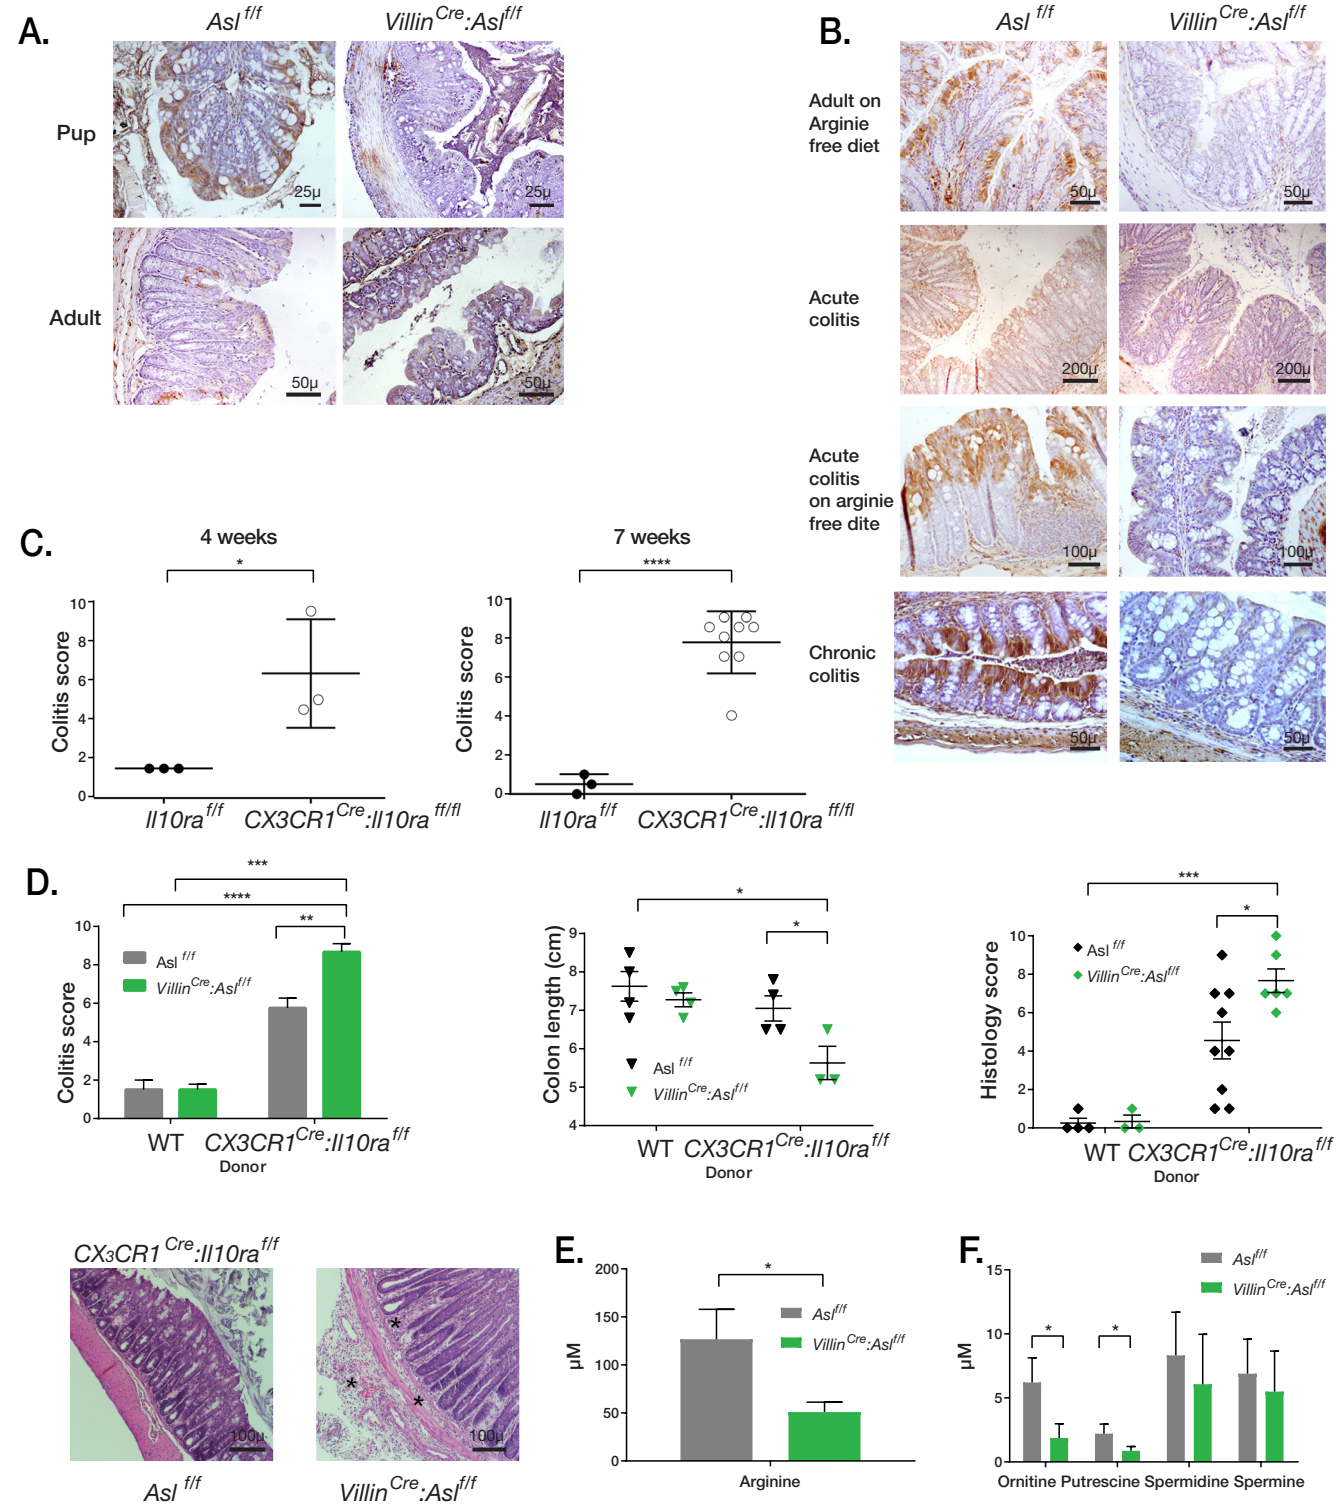 A.
Asl f/f
Villin Cre:Asl f/f
Pup
25µ
25µ
Adult
50µ
50µ
B.
Asl f/f
Villin Cre:Asl f/f
Adult on
Arginie
free diet
50µ
50µ
Acute
colitis
200µ
200µ
Acute
colitis
on arginie
free dite
100µ
100µ
Chronic
colitis
50µ
50µ
C.
4 weeks
*
Colitis score
10
8
6
4
2
0
Il10ra f/f
CX3CR1 Cre:Il10ra ff/fl
7 weeks
****
Colitis score
10
8
6
4
2
0
Il10ra f/f
CX3CR1 Cre:Il10ra ff/fl
D.
***
****
**
Colitis score
10
8
6
4
2
0
Asl f/f
Villin Cre:Asl f/f
WT
CX3CR1 Cre:Il10ra f/f
Donor
*
*
Colon length (cm)
9
8
7
6
5
4
Asl f/f
Villin Cre:Asl f/f
WT
CX3CR1 Cre:Il10ra f/f
Donor
***
*
Histology score
10
8
6
4
2
0
Asl f/f
Villin Cre:Asl f/f
WT
CX3CR1 Cre:Il10ra f/f
Donor
CX3CR1 Cre:Il10ra f/f
100µ
*
*
*
100µ
Asl f/f
Villin Cre:Asl f/f
E.
*
µM
200
150
100
50
0
Asl f/f
Villin Cre:Asl f/f
Arginine
F.
Asl f/f
Villin Cre:Asl f/f
*
*
µM
15
10
5
0
Ornitine Putrescine Spermidine Spermine